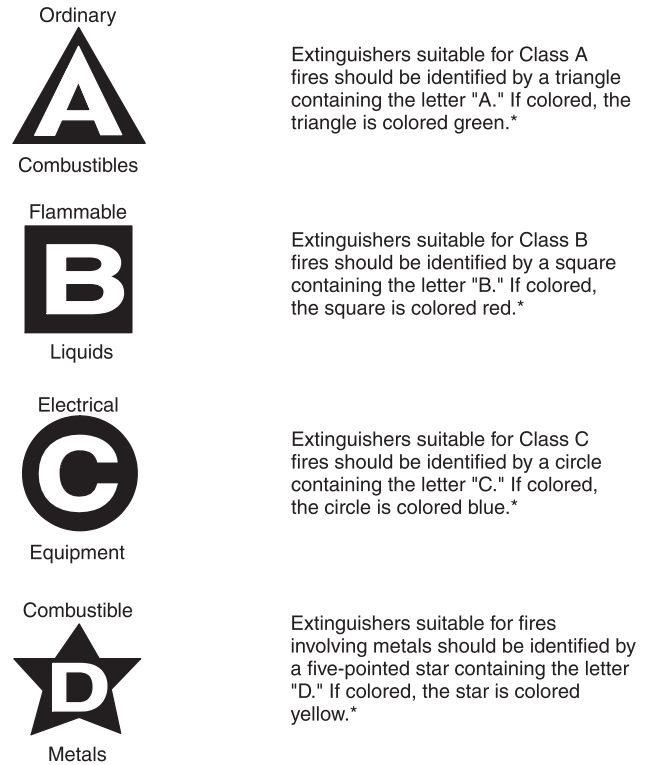 Ordinary
A
Combustibles
Extinguishers suitable for Class A
fires should be identified by a triangle
containing the letter "A." If colored, the
triangle is colored green.*
Flammable
B
Liquids
Extinguishers suitable for Class B
fires should be identified by a square
containing the letter "B." If colored,
the square is colored red.*
Electrical
C
Equipment
Extinguishers suitable for Class C
fires should be identified by a circle
containing the letter "C." If colored,
the circle is colored blue.*
Combustible
D
Metals
Extinguishers suitable for fires
involving metals should be identified by
a five-pointed star containing the letter
"D." If colored, the star is colored
yellow.*